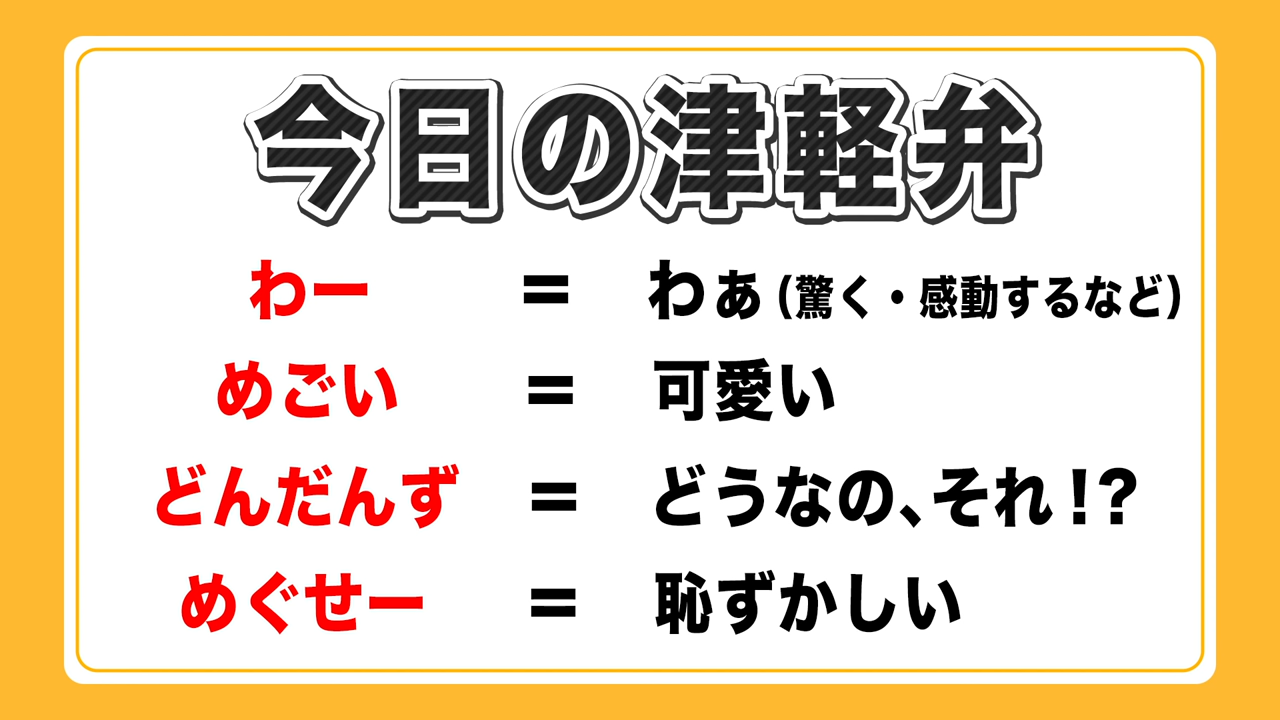 今日の津軽弁
わー = わぁ(驚く・感動するなど)
めごい = 可愛い
どんだんず = どうなの、それ!?
めぐせー = 恥ずかしい